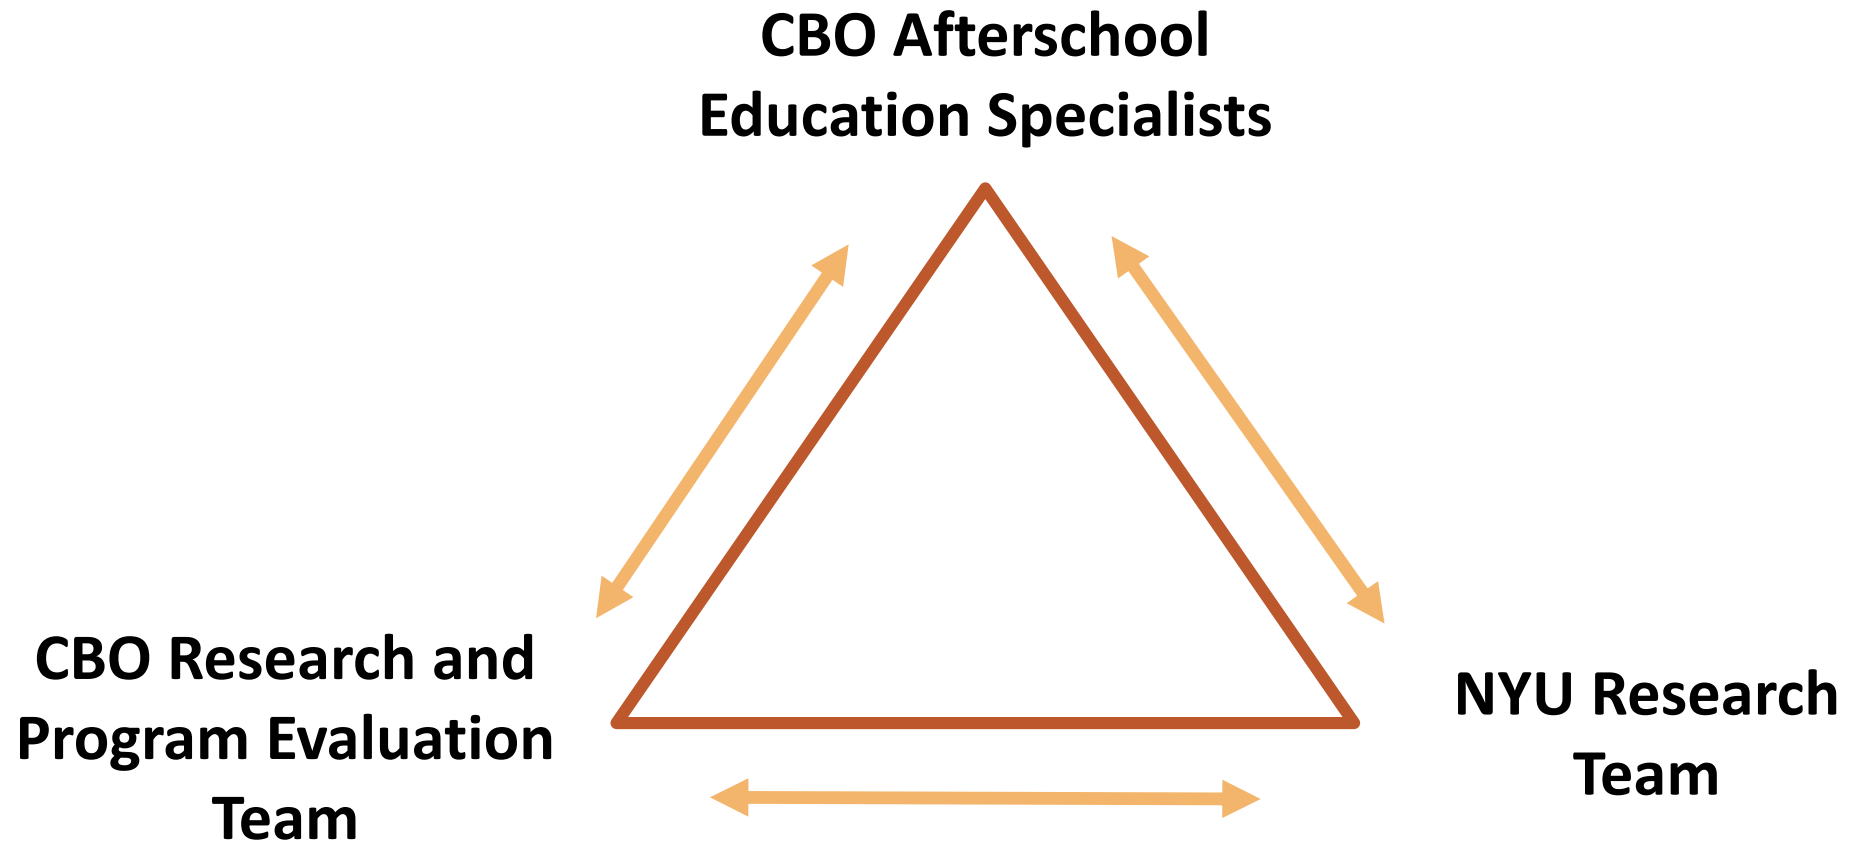 CBO Afterschool
Education Specialists
CBO Research and
Program Evaluation
Team
NYU Research
Team